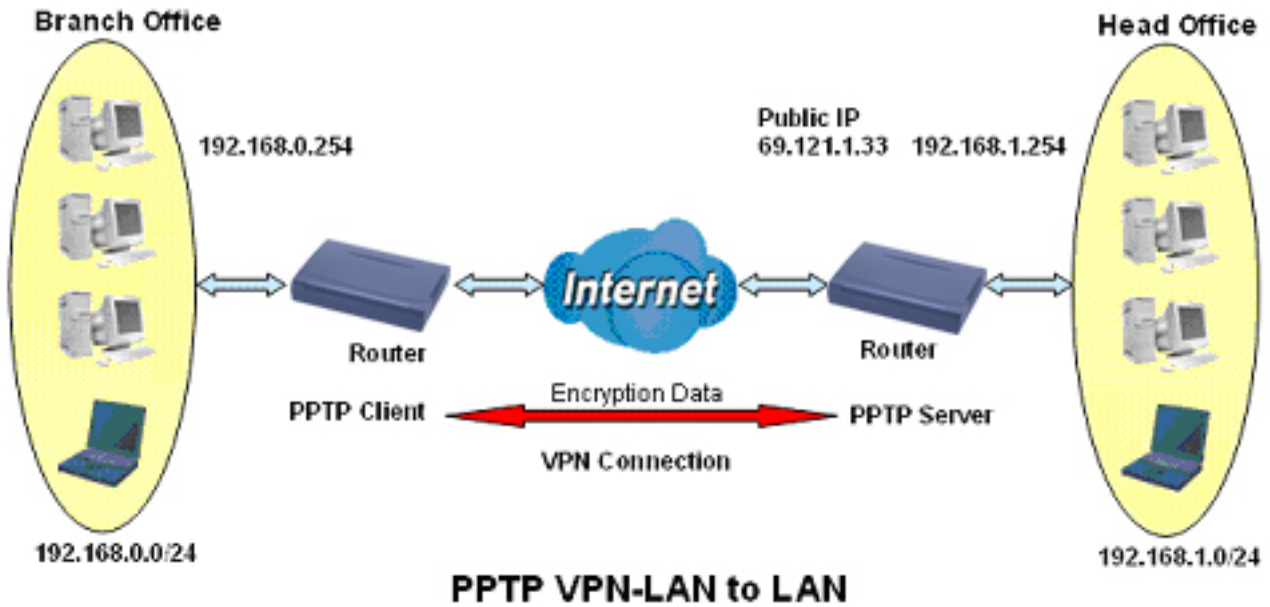 Branch Office
Head Office
192.168.0.254
Public IP
69.121.1.33 192.168.1.254
Internet
Router
Router
PPTP Client
Encryption Data
PPTP Server
VPN Connection
192.168.0.0/24
192.168.1.0/24
PPTP VPN-LAN to LAN